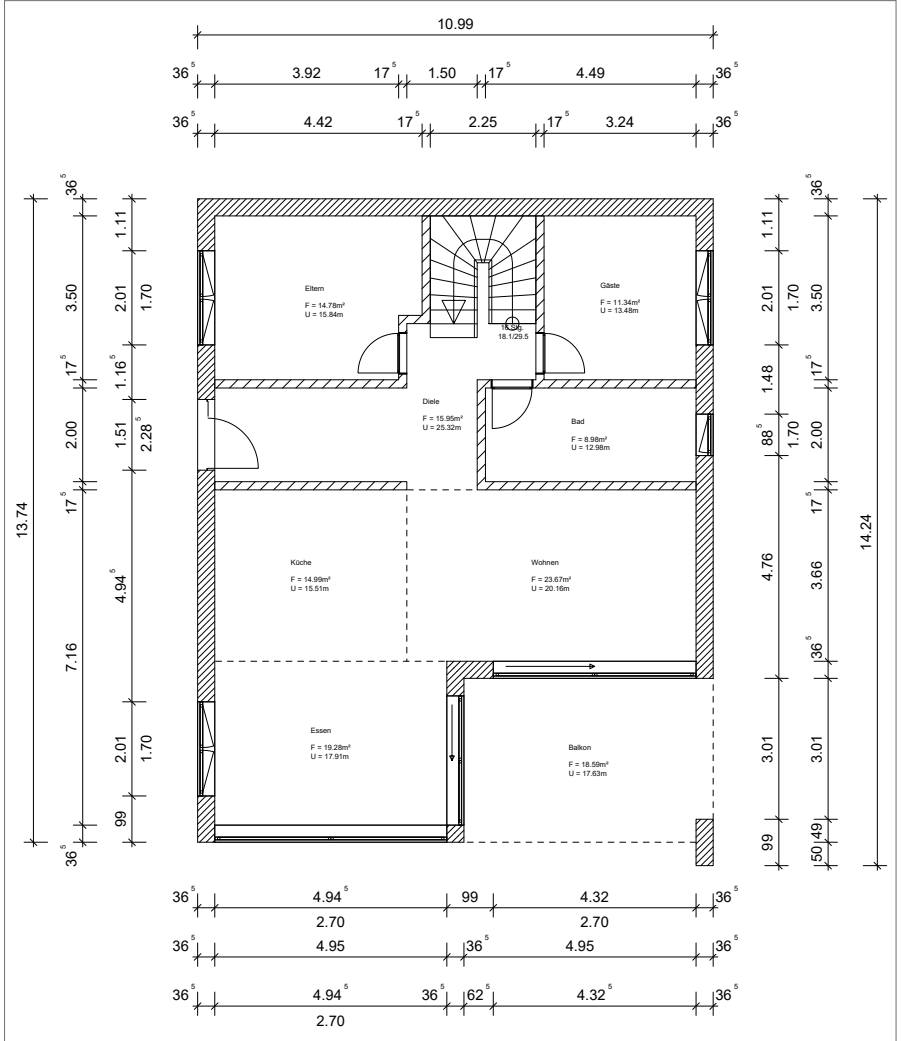 10.99
36⁵ 3.92 17⁵ 1.50 17⁵ 4.49 36⁵
36⁵ 4.42 17⁵ 2.25 17⁵ 3.24 36⁵
13.74
36⁵ 3.50 17⁵ 2.00 17⁵ 7.16 36⁵
1.11 2.01 1.16⁵ 1.51 4.94⁵ 2.01 99
1.70 2.28⁵ 1.70
Eltern
F = 14.78m²
U = 15.84m
Gäste
F = 11.34m²
U = 13.48m
16 Stg.
18.1/29.5
Diele
F = 15.95m²
U = 25.32m
Bad
F = 8.98m²
U = 12.98m
Küche
F = 14.99m²
U = 15.51m
Wohnen
F = 23.67m²
U = 20.16m
Essen
F = 19.28m²
U = 17.91m
Balkon
F = 18.59m²
U = 17.63m
1.11 2.01 1.48 88⁵ 4.76 3.01 99
1.70 1.70
36⁵ 3.50 17⁵ 2.00 17⁵ 3.66 36⁵ 3.01 49 50
14.24
36⁵ 4.94⁵ 99 4.32 36⁵
2.70 2.70
36⁵ 4.95 36⁵ 4.95 36⁵
36⁵ 4.94⁵ 36⁵ 62⁵ 4.32⁵ 36⁵
2.70